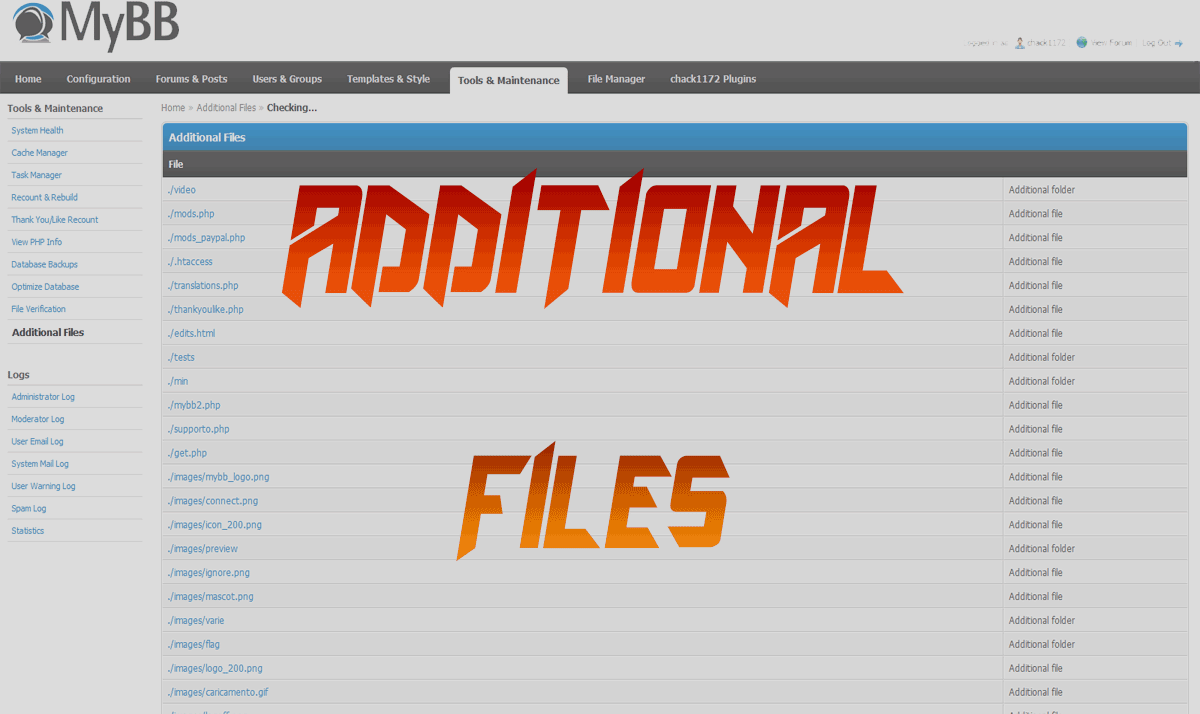 MyBB
Logged in as chack1172 | View Forum | Log Out
Home Configuration Forums & Posts Users & Groups Templates & Style Tools & Maintenance File Manager chack1172 Plugins
Tools & Maintenance
System Health
Cache Manager
Task Manager
Recount & Rebuild
Thank You/Like Recount
View PHP Info
Database Backups
Optimize Database
File Verification
Additional Files
Logs
Administrator Log
Moderator Log
User Email Log
System Mail Log
User Warning Log
Spam Log
Statistics
Home » Additional Files » Checking...
Additional Files
File
./video Additional folder
./mods.php Additional file
./mods_paypal.php Additional file
./.htaccess Additional file
./translations.php Additional file
./thankyoulike.php Additional file
./edits.html Additional file
./tests Additional folder
./min Additional folder
./mybb2.php Additional file
./supporto.php Additional file
./get.php Additional file
./images/mybb_logo.png Additional file
./images/connect.png Additional file
./images/icon_200.png Additional file
./images/preview Additional folder
./images/ignore.png Additional file
./images/mascot.png Additional file
./images/varie Additional folder
./images/flag Additional folder
./images/logo_200.png Additional file
./images/caricamento.gif Additional file
ADDITIONAL
FILES